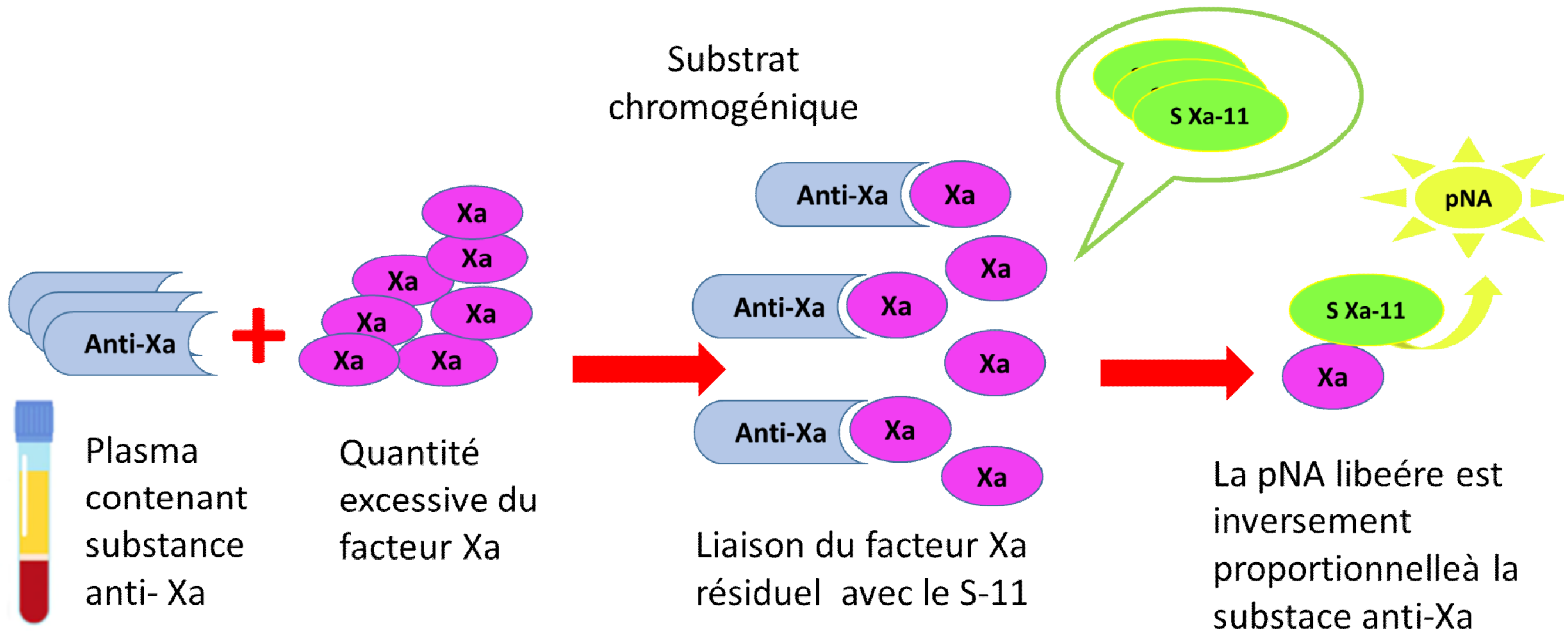 Substrat
chromogénique
S Xa-11
pNA
Anti-Xa
Xa
Xa
Xa
Xa
Xa
Xa
Xa
Xa
Anti-Xa
Xa
Xa
Anti-Xa
Xa
Xa
Anti-Xa
Xa
Xa
S Xa-11
Xa
Plasma
contenant
substance
anti- Xa
Quantité
excessive du
facteur Xa
Liaison du facteur Xa
résiduel avec le S-11
La pNA libeére est
inversement
proportionnelleà la
substace anti-Xa